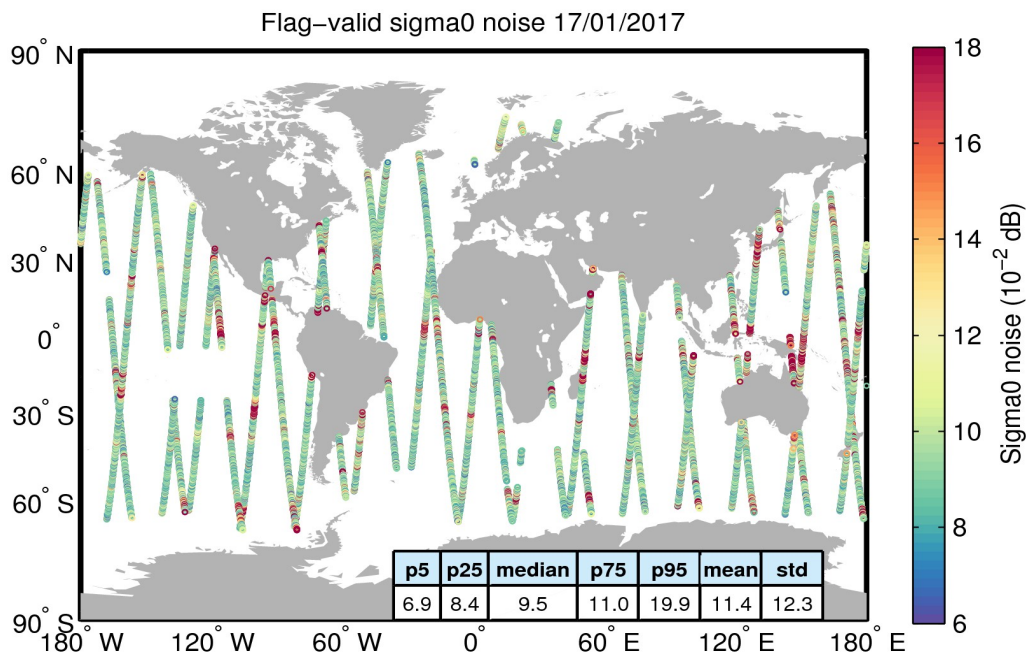 Flag−valid sigma0 noise 17/01/2017
90° N
60° N
30° N
0°
30° S
60° S
90° S
180° W
120° W
60° W
0°
60° E
120° E
180° E
p5 p25 median p75 p95 mean std
6.9 8.4 9.5 11.0 19.9 11.4 12.3
18
16
14
12
10
8
6
Sigma0 noise (10⁻² dB)